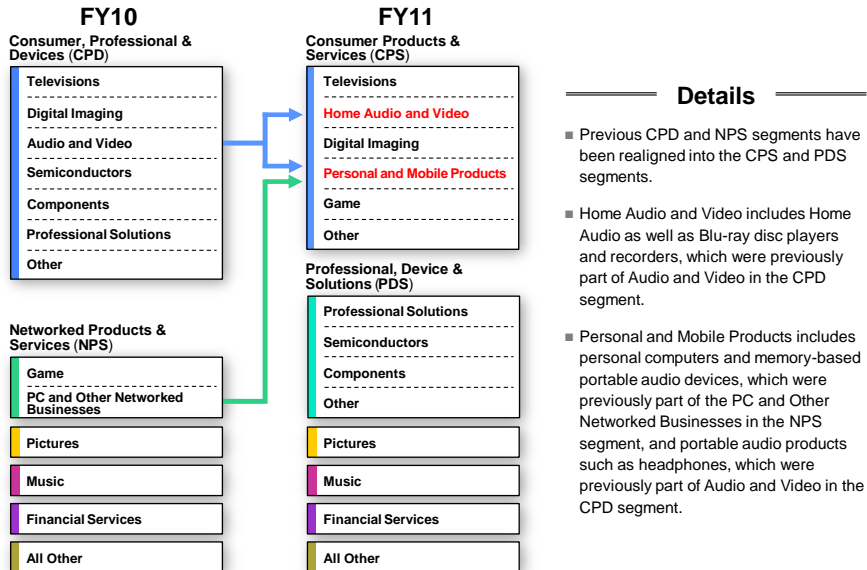 FY10
Consumer, Professional &
Devices (CPD)
Televisions
Digital Imaging
Audio and Video
Semiconductors
Components
Professional Solutions
Other
Networked Products &
Services (NPS)
Game
PC and Other Networked
Businesses
Pictures
Music
Financial Services
All Other
FY11
Consumer Products &
Services (CPS)
Televisions
Home Audio and Video
Digital Imaging
Personal and Mobile Products
Game
Other
Professional, Device &
Solutions (PDS)
Professional Solutions
Semiconductors
Components
Other
Pictures
Music
Financial Services
All Other
Details
Previous CPD and NPS segments have
been realigned into the CPS and PDS
segments.
Home Audio and Video includes Home
Audio as well as Blu-ray disc players
and recorders, which were previously
part of Audio and Video in the CPD
segment.
Personal and Mobile Products includes
personal computers and memory-based
portable audio devices, which were
previously part of the PC and Other
Networked Businesses in the NPS
segment, and portable audio products
such as headphones, which were
previously part of Audio and Video in the
CPD segment.